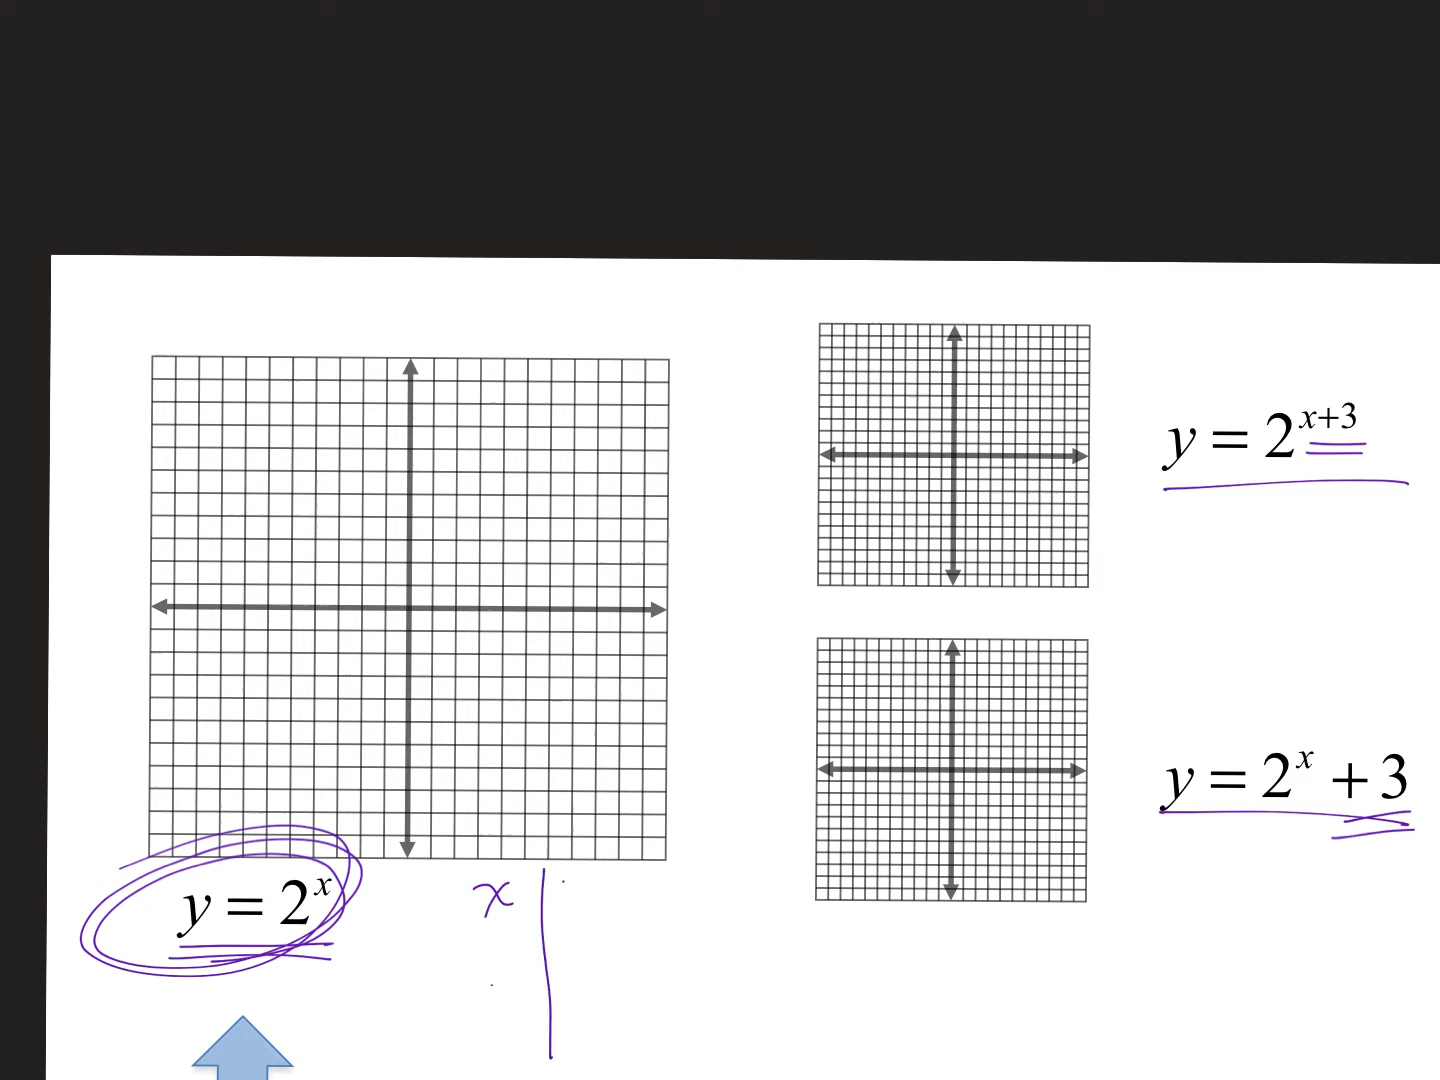 y = 2^{x+3}
y = 2^x + 3
y = 2^x
x